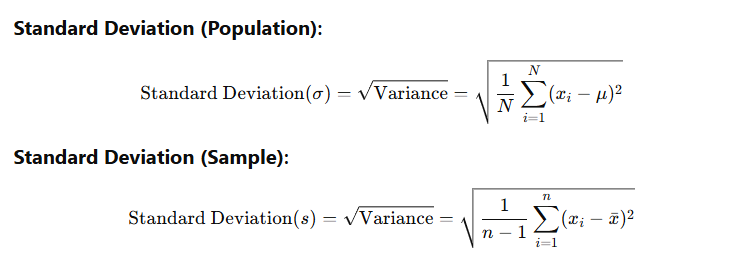 Standard Deviation (Population):
Standard Deviation(σ) = √Variance = √(1/N ∑_{i=1}^{N} (x_i − μ)²)
Standard Deviation (Sample):
Standard Deviation(s) = √Variance = √(1/(n − 1) ∑_{i=1}^{n} (x_i − x̄)²)